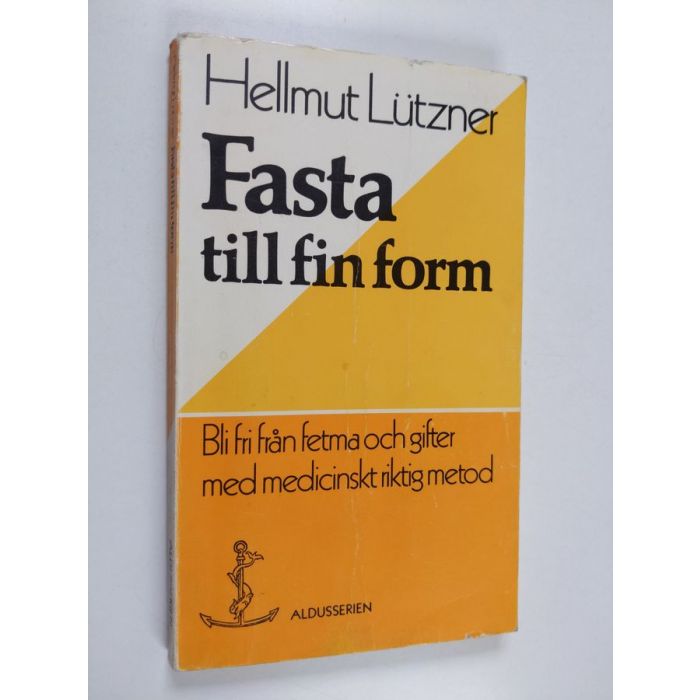 Hellmut Lützner
Fasta
till fin form
Bli fri från fetma och gifter
med medicinskt riktig metod
ALDUSSERIEN